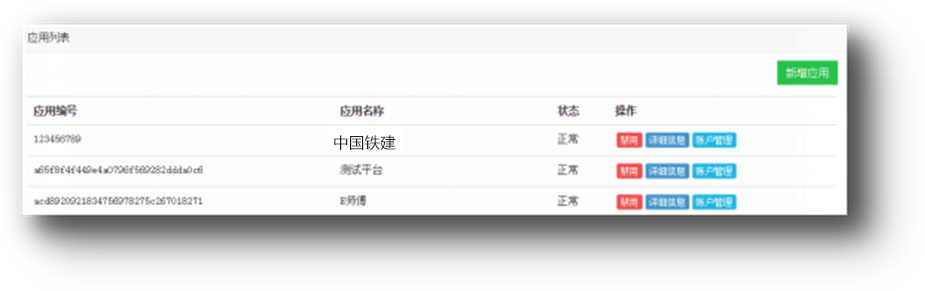 应用列表
新增应用
应用编号 应用名称 状态 操作
123456789 中国铁建 正常 禁用 详细信息 账户管理
测试平台 正常 禁用 详细信息 账户管理
E师傅 正常 禁用 详细信息 账户管理